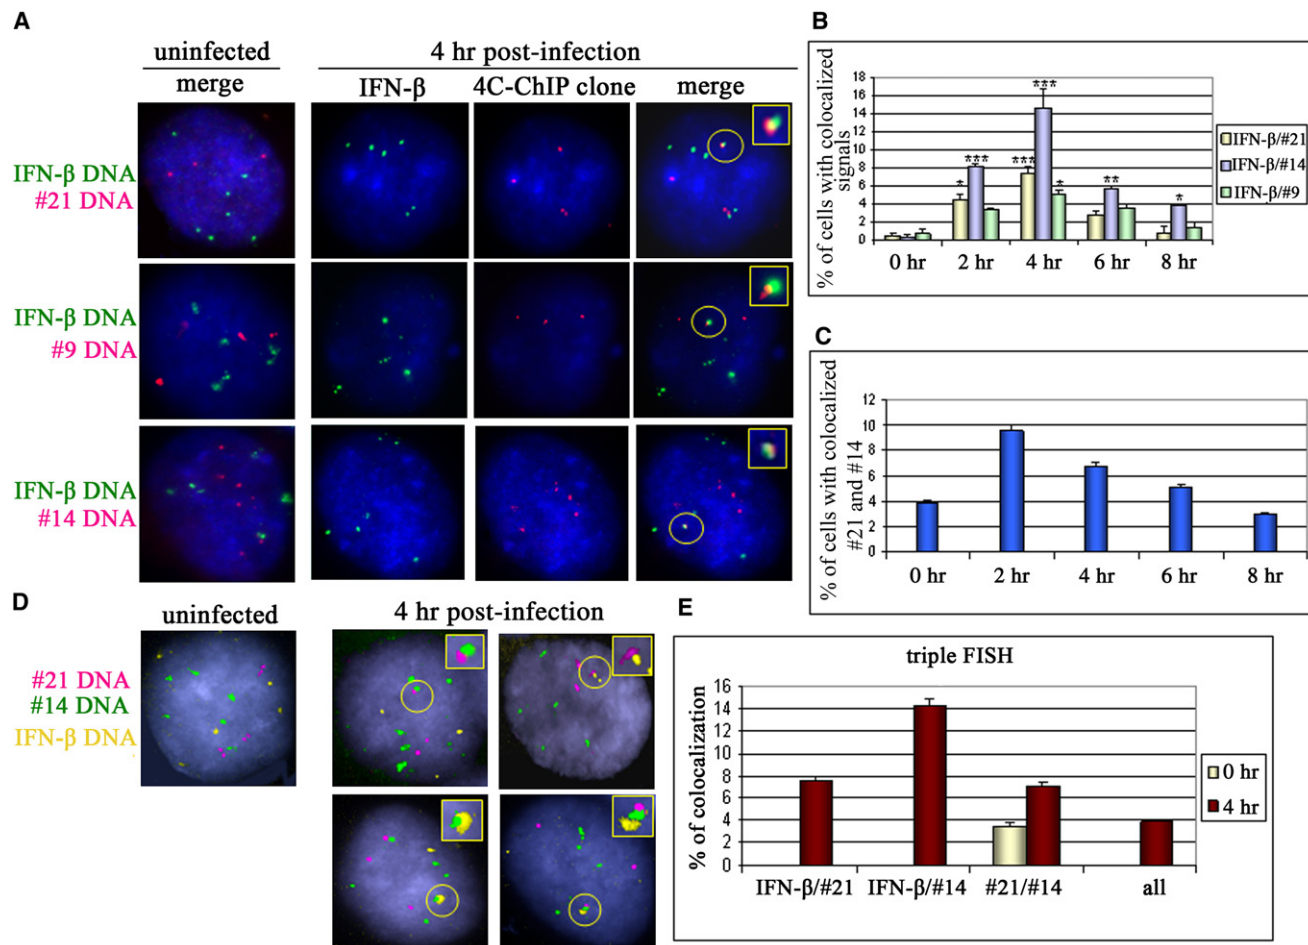 A
uninfected
4 hr post-infection
merge
IFN-β
4C-ChIP clone
merge
IFN-β DNA
#21 DNA
IFN-β DNA
#9 DNA
IFN-β DNA
#14 DNA
B
% of cells with colocalized
signals
18
16
14
12
10
8
6
4
2
0
*
***
***
***
*
**
*
0 hr
2 hr
4 hr
6 hr
8 hr
IFN-β/#21
IFN-β/#14
IFN-β/#9
C
% of cells with colocalized
#21 and #14
12
10
8
6
4
2
0
0 hr
2 hr
4 hr
6 hr
8 hr
D
uninfected
4 hr post-infection
#21 DNA
#14 DNA
IFN-β DNA
E
triple FISH
% of colocalization
16
14
12
10
8
6
4
2
0
IFN-β/#21
IFN-β/#14
#21/#14
all
0 hr
4 hr